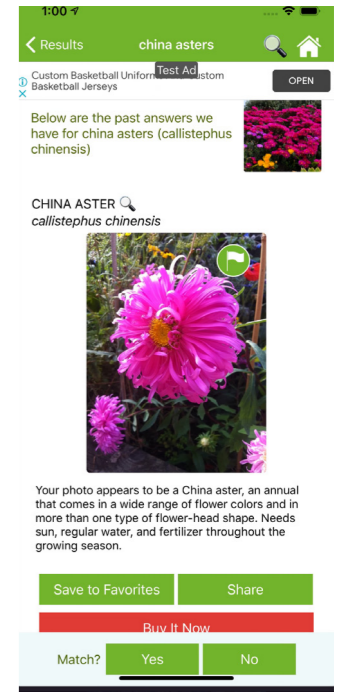 1:00
Results
china asters
Test Ad
Custom Basketball Uniform
stom
Basketball Jerseys
OPEN
Below are the past answers we
have for china asters (callistephus
chinensis)
CHINA ASTER
callistephus chinensis
Your photo appears to be a China aster, an annual
that comes in a wide range of flower colors and in
more than one type of flower-head shape. Needs
sun, regular water, and fertilizer throughout the
growing season.
Save to Favorites
Share
Buy It Now
Match?
Yes
No